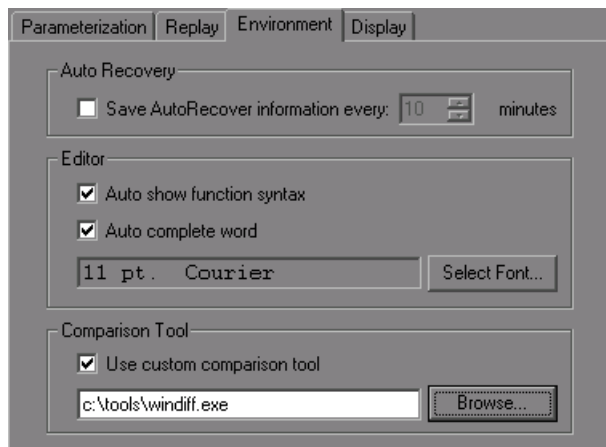 Parameterization Replay Environment Display
Auto Recovery
Save AutoRecover information every: 10 minutes
Editor
Auto show function syntax
Auto complete word
11 pt. Courier Select Font...
Comparison Tool
Use custom comparison tool
c:\tools\windiff.exe Browse...